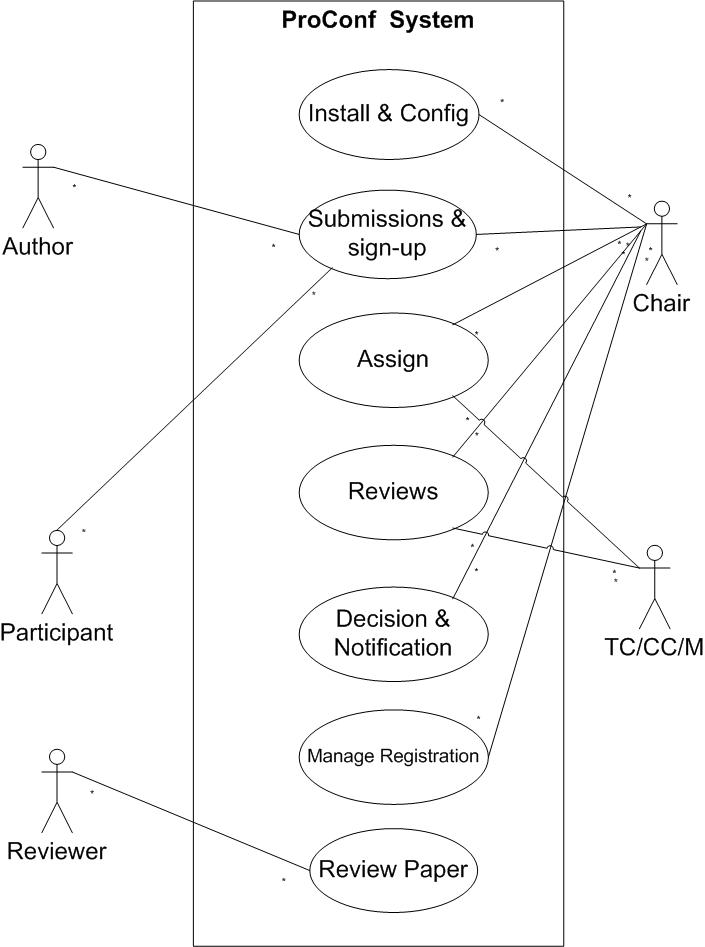 ProConf System
Install & Config
Author
Submissions &
sign-up
Chair
Assign
Reviews
Participant
Decision &
Notification
TC/CC/M
Manage Registration
Reviewer
Review Paper